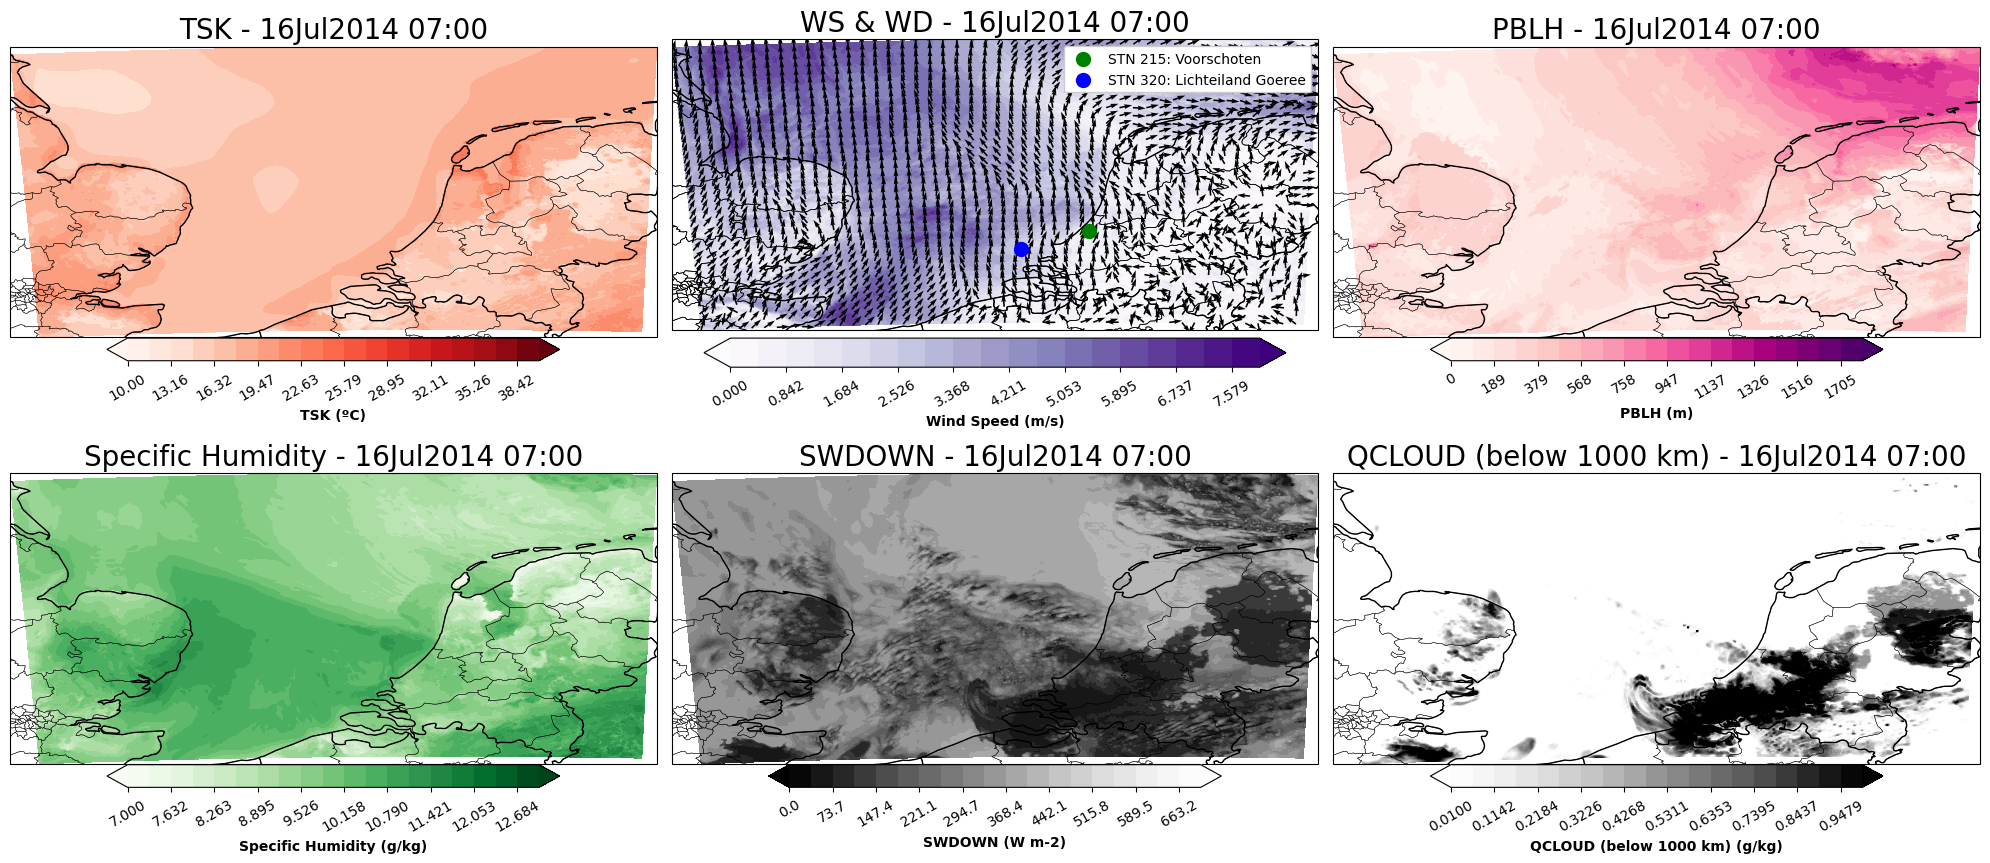 TSK - 16Jul2014 07:00
WS & WD - 16Jul2014 07:00
PBLH - 16Jul2014 07:00
STN 215: Voorschoten
STN 320: Lichteiland Goeree
10.00 13.16 16.32 19.47 22.63 25.79 28.95 32.11 35.26 38.42
TSK (ºC)
0.000 0.842 1.684 2.526 3.368 4.211 5.053 5.895 6.737 7.579
Wind Speed (m/s)
0 189 379 568 758 947 1137 1326 1516 1705
PBLH (m)
Specific Humidity - 16Jul2014 07:00
SWDOWN - 16Jul2014 07:00
QCLOUD (below 1000 km) - 16Jul2014 07:00
7.000 7.632 8.263 8.895 9.526 10.158 10.790 11.421 12.053 12.684
Specific Humidity (g/kg)
0.0 73.7 147.4 221.1 294.7 368.4 442.1 515.8 589.5 663.2
SWDOWN (W m-2)
0.0100 0.1142 0.2184 0.3226 0.4268 0.5311 0.6353 0.7395 0.8437 0.9479
QCLOUD (below 1000 km) (g/kg)